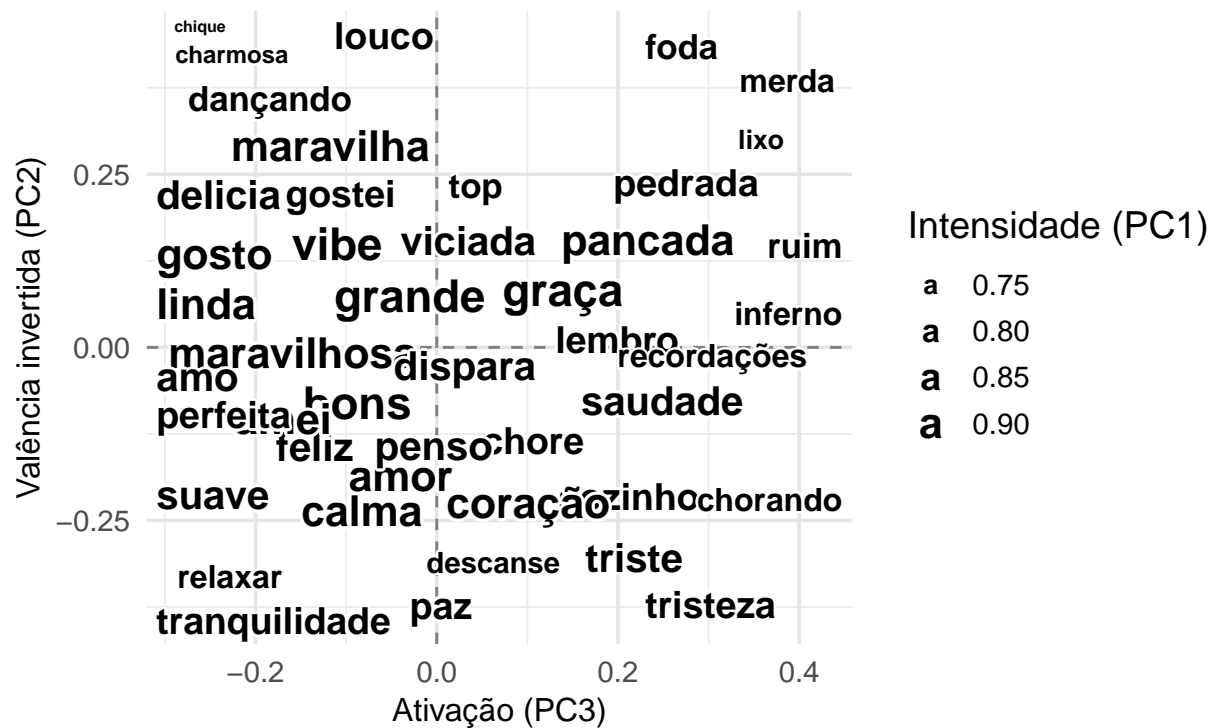 chique
louco
foda
charmosa
merda
dançando
lixo
maravilha
top
pedrada
delicia
gostei
vibe
viciada
pancada
ruim
gosto
grande
graça
linda
inferno
lembro
maravilhosa
recordações
dispara
amo
bons
saudade
perfeita
feliz
penso
chore
amor
suave
calma
coração
chorando
descanse
triste
relaxar
paz
tristeza
tranquilidade
0.25
0.00
−0.25
−0.2
0.0
0.2
0.4
Ativação (PC3)
Valência invertida (PC2)
Intensidade (PC1)
a 0.75
a 0.80
a 0.85
a 0.90